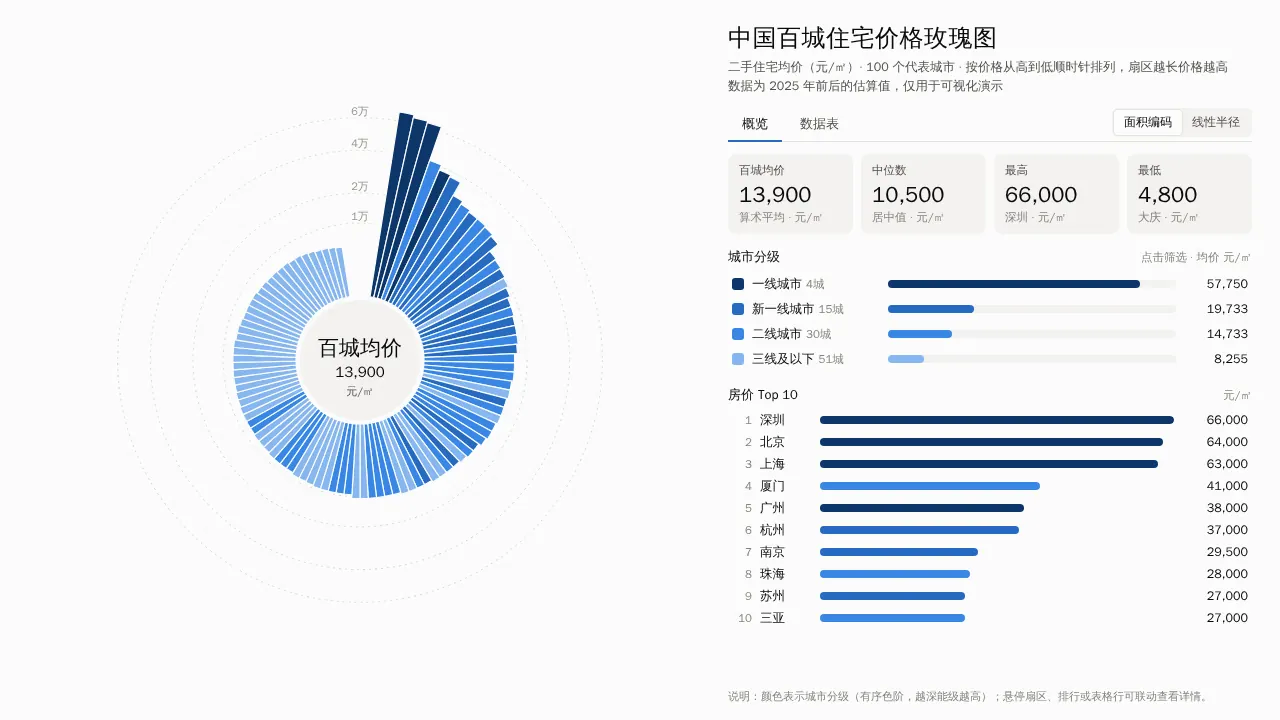 中国百城住宅价格玫瑰图
二手住宅均价（元/㎡）· 100 个代表城市 · 按价格从高到低顺时针排列，扇区越长价格越高
数据为 2025 年前后的估算值，仅用于可视化演示
概览 数据表 面积编码 线性半径
百城均价 中位数 最高 最低
13,900 10,500 66,000 4,800
算术平均 · 元/㎡ 居中值 · 元/㎡ 深圳 · 元/㎡ 大庆 · 元/㎡
城市分级 点击筛选 · 均价 元/㎡
一线城市 4城 57,750
新一线城市 15城 19,733
二线城市 30城 14,733
三线及以下 51城 8,255
房价 Top 10 元/㎡
1 深圳 66,000
2 北京 64,000
3 上海 63,000
4 厦门 41,000
5 广州 38,000
6 杭州 37,000
7 南京 29,500
8 珠海 28,000
9 苏州 27,000
10 三亚 27,000
说明：颜色表示城市分级（有序色阶，越深能级越高）；悬停扇区、排行或表格行可联动查看详情。
6万
4万
2万
1万
百城均价
13,900
元/㎡